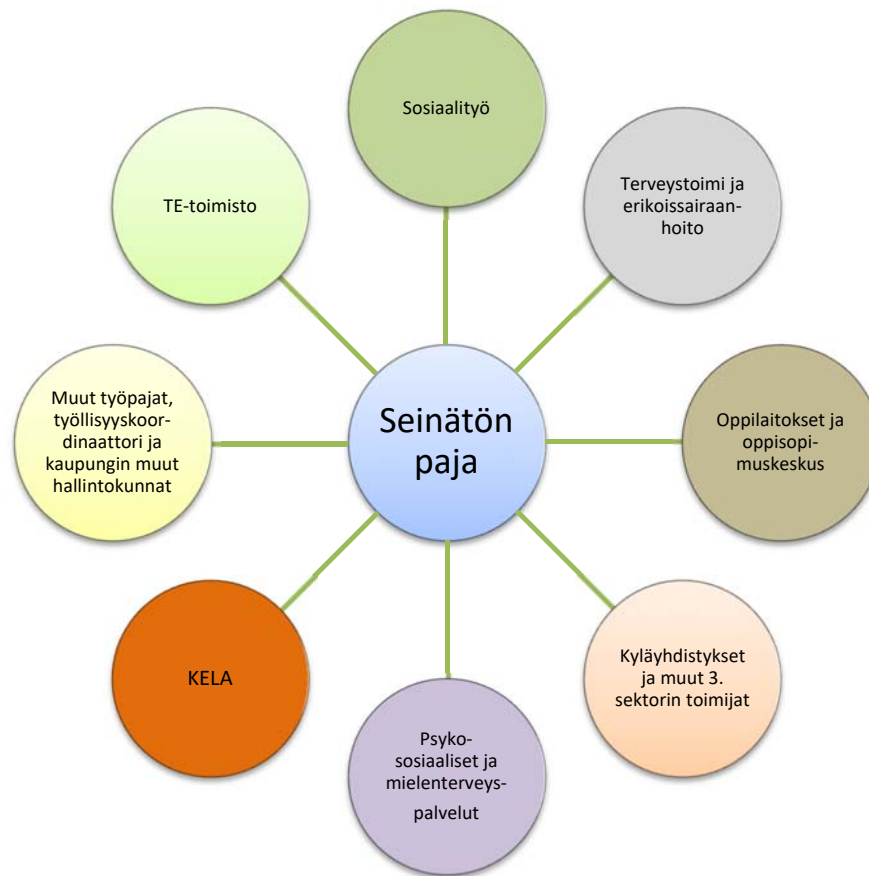 Sosiaalityö
Terveystoimi ja
erikoissairaan-
hoito
Oppilaitokset ja
oppisopi-
muskeskus
Kyläyhdistykset
ja muut 3.
sektorin toimijat
Psyko-
sosiaaliset ja
mielenterveys-
palvelut
KELA
Muut työpajat,
työllisyyskoor-
dinaattori ja
kaupungin muut
hallintokunnat
TE-toimisto
Seinätön
paja